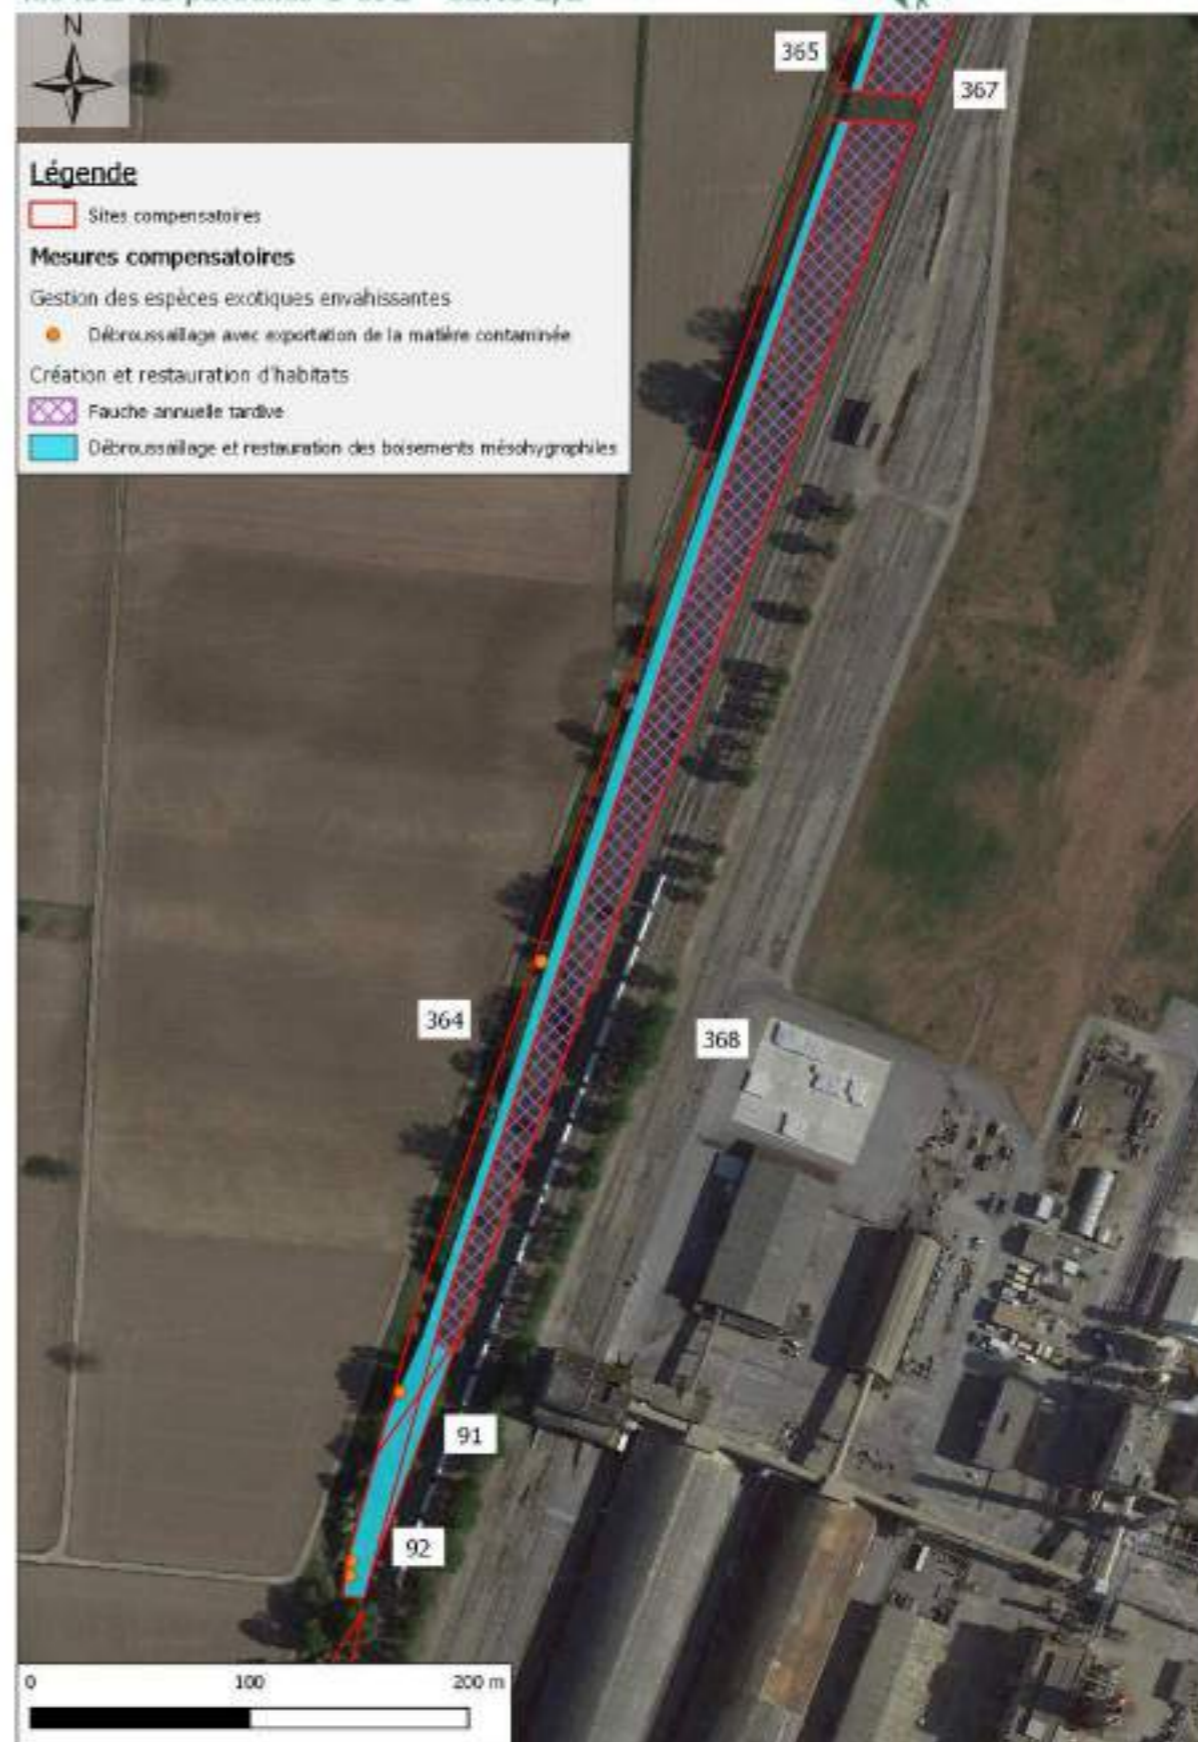 365
367
N
Légende
Sites compensatoires
Mesures compensatoires
Gestion des espèces exotiques envahissantes
Débroussaillage avec exportation de la matière contaminée
Création et restauration d'habitats
Fauche annuelle tardive
Débroussaillage et restauration des boisements mésohygrophiles
364
368
91
92
0 100 200 m